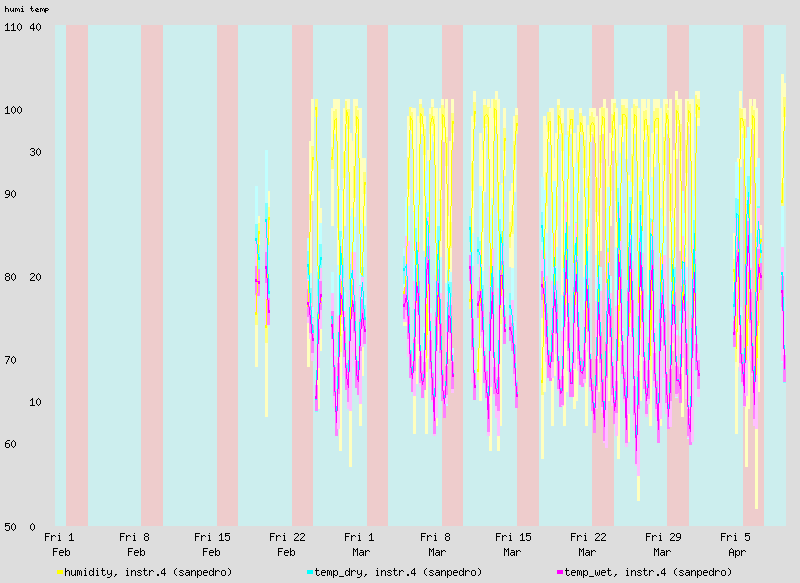 humi temp
110 40
100
30
90
80 20
70
10
60
50 0
Fri 1 Fri 8 Fri 15 Fri 22 Fri 1 Fri 8 Fri 15 Fri 22 Fri 29 Fri 5
Feb Feb Feb Feb Mar Mar Mar Mar Mar Apr
humidity, instr.4 (sanpedro) temp_dry, instr.4 (sanpedro) temp_wet, instr.4 (sanpedro)